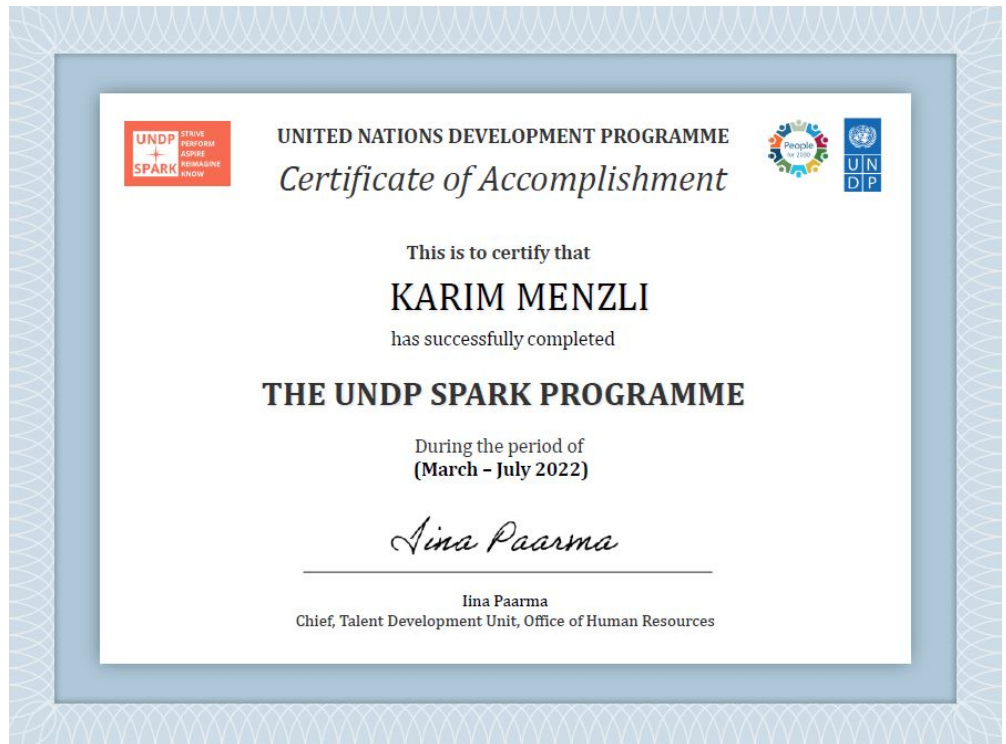 UNDP
SPARK
STRIVE
PERFORM
ASPIRE
REIMAGINE
KNOW
UNITED NATIONS DEVELOPMENT PROGRAMME
Certificate of Accomplishment
People
for 2030
U N
D P
This is to certify that
KARIM MENZLI
has successfully completed
THE UNDP SPARK PROGRAMME
During the period of
(March – July 2022)
Iina Paarma
Iina Paarma
Chief, Talent Development Unit, Office of Human Resources